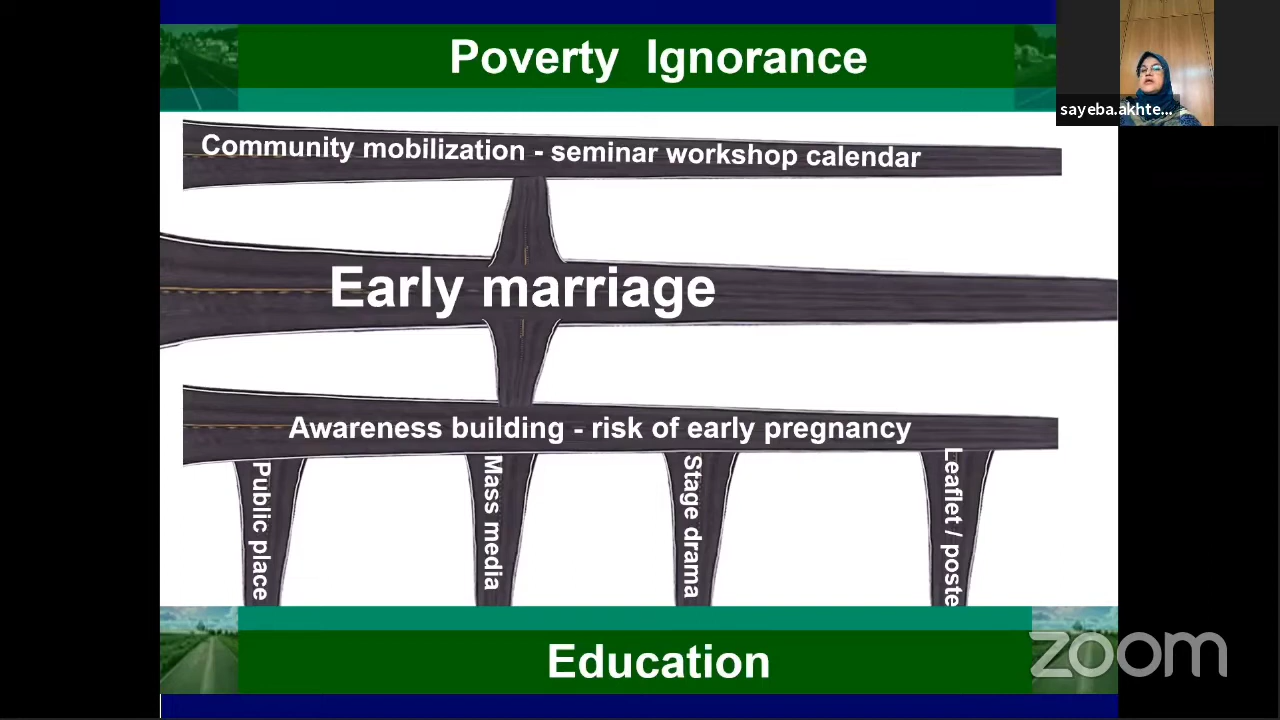 Poverty Ignorance
sayeba.akhte...
Community mobilization - seminar workshop calendar
Early marriage
Awareness building - risk of early pregnancy
Public place
Mass media
Stage drama
Leaflet / poste
zoom
Education